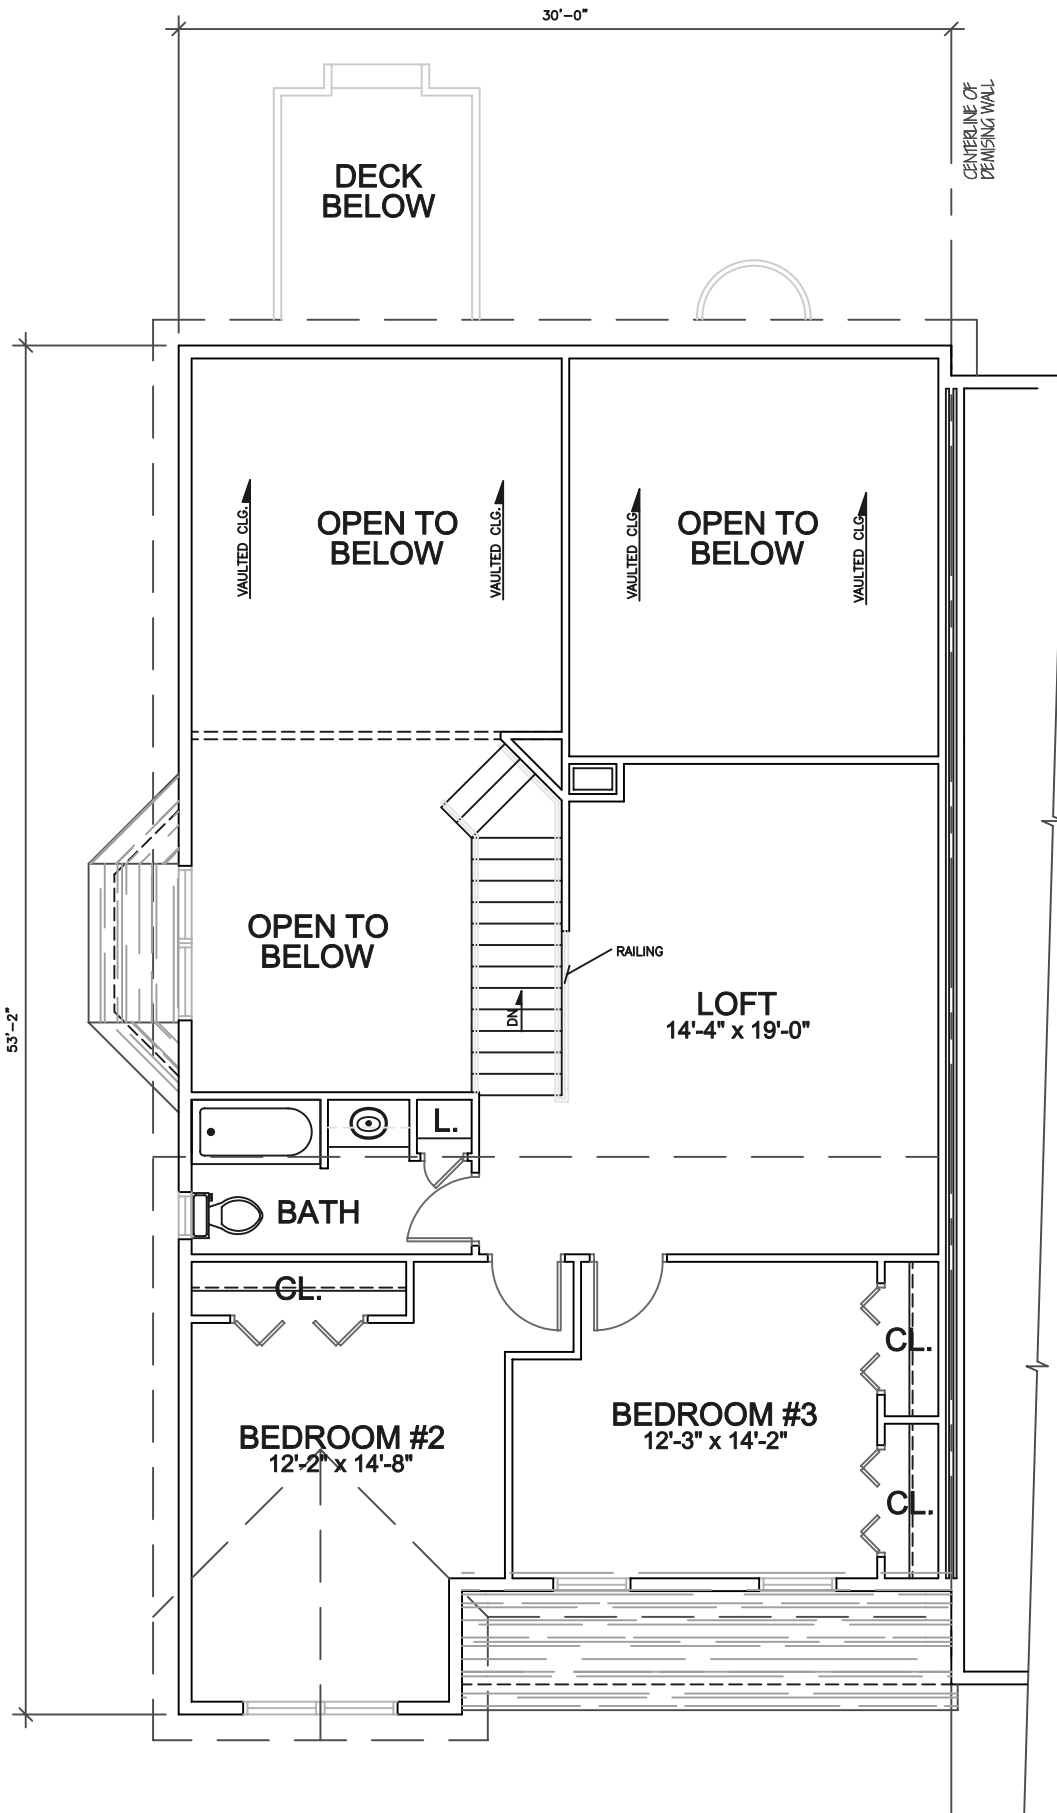 30'-0"
CENTERLINE OF
DEMISING WALL
DECK
BELOW
VAULTED CLG.
OPEN TO
BELOW
VAULTED CLG.
VAULTED CLG.
OPEN TO
BELOW
VAULTED CLG.
OPEN TO
BELOW
RAILING
DN
LOFT
14'-4" x 19'-0"
53'-2"
L.
BATH
CL.
CL.
BEDROOM #2
12'-2" x 14'-8"
BEDROOM #3
12'-3" x 14'-2"
CL.